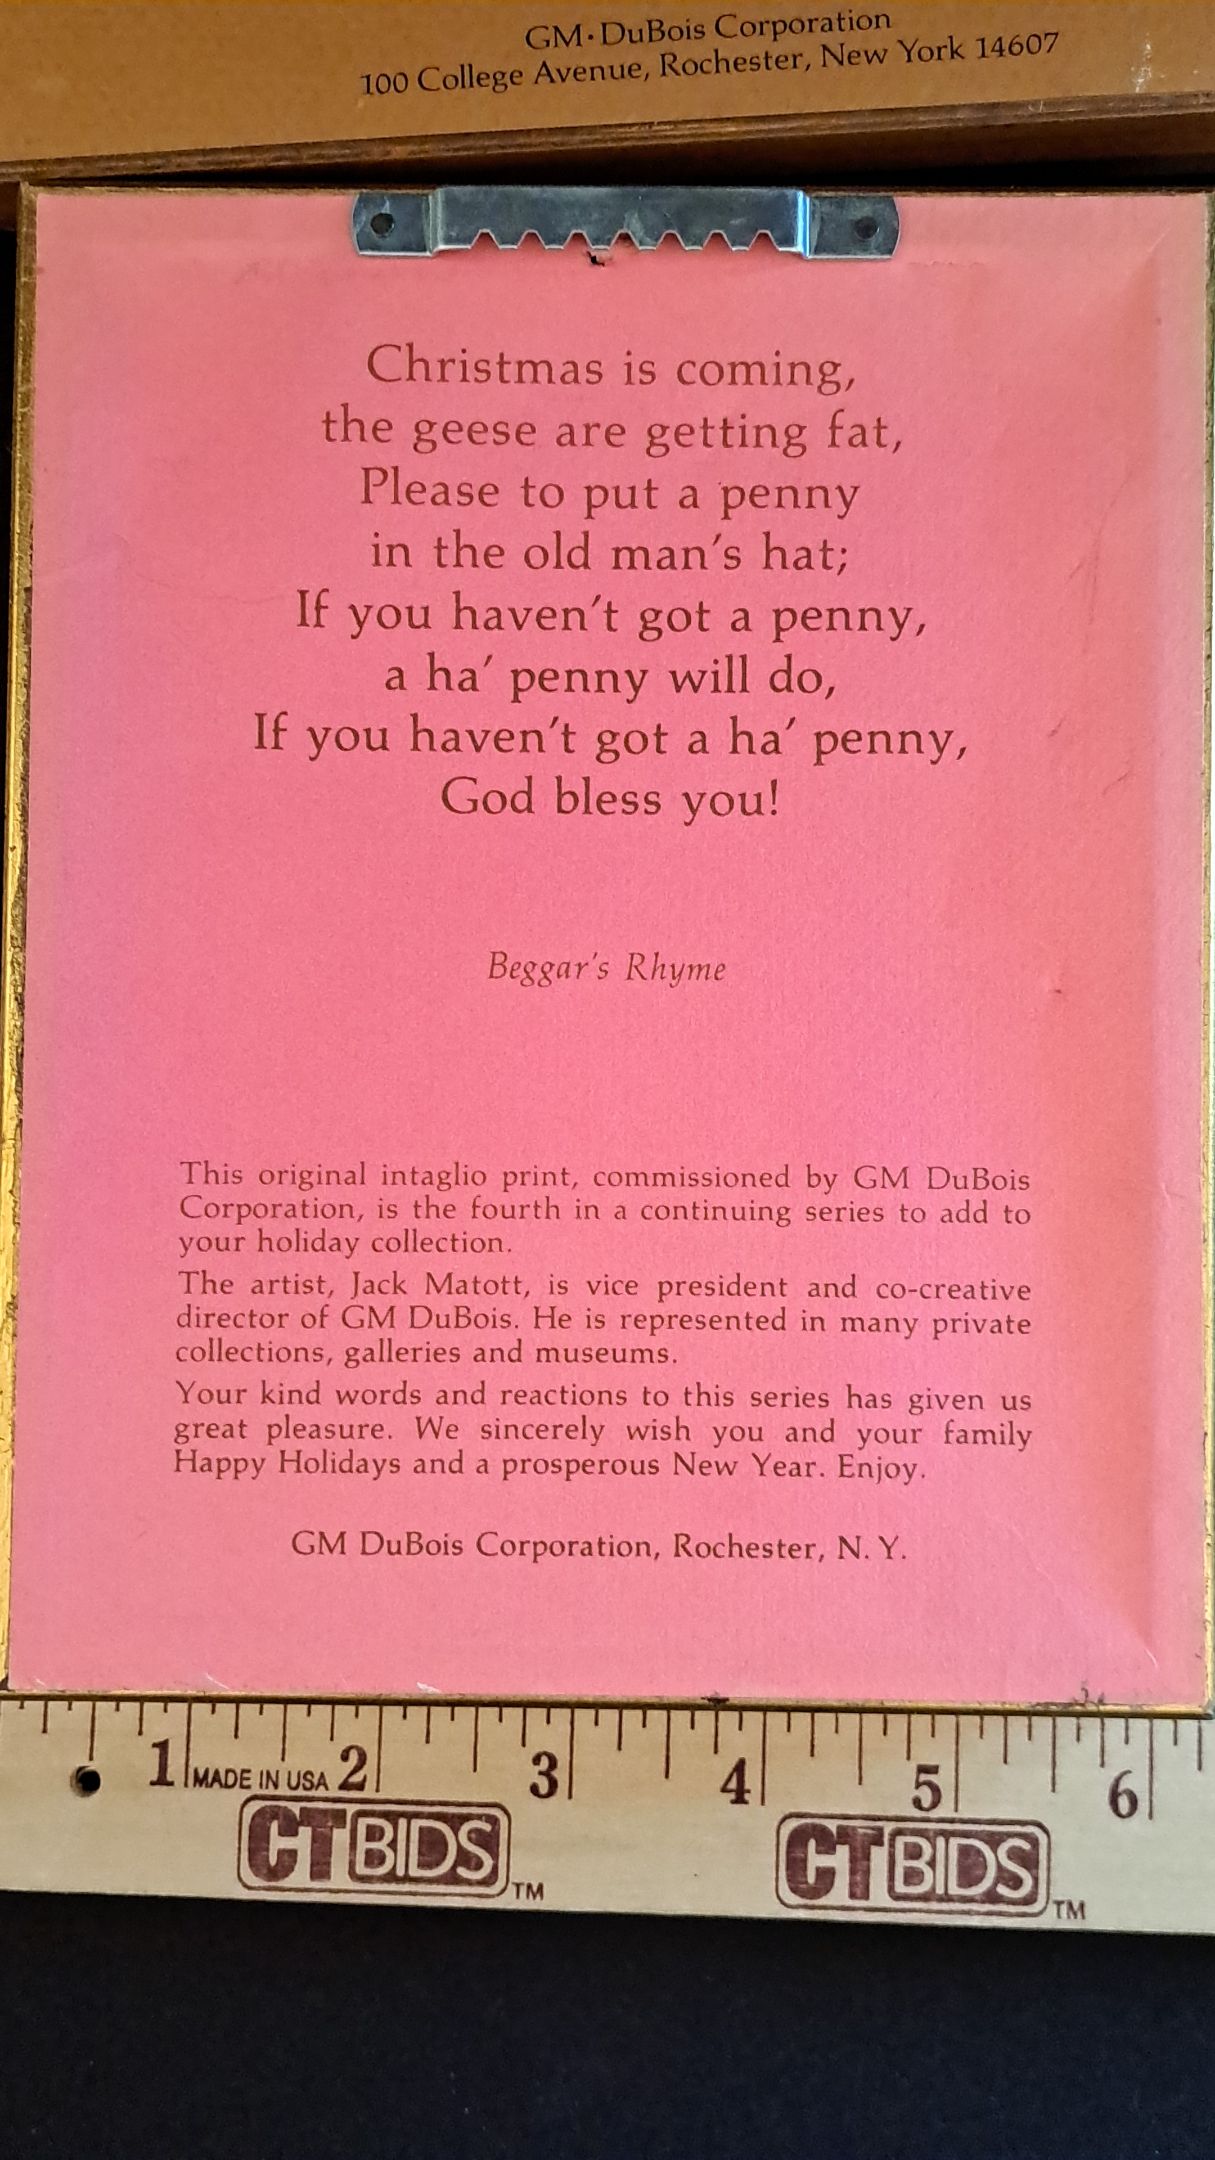 GM·DuBois Corporation
100 College Avenue, Rochester, New York 14607
Christmas is coming,
the geese are getting fat,
Please to put a penny
in the old man's hat;
If you haven't got a penny,
a ha' penny will do,
If you haven't got a ha' penny,
God bless you!
Beggar's Rhyme
This original intaglio print, commissioned by GM DuBois
Corporation, is the fourth in a continuing series to add to
your holiday collection.
The artist, Jack Matott, is vice president and co-creative
director of GM DuBois. He is represented in many private
collections, galleries and museums.
Your kind words and reactions to this series has given us
great pleasure. We sincerely wish you and your family
Happy Holidays and a prosperous New Year. Enjoy.
GM DuBois Corporation, Rochester, N. Y.
1 MADE IN USA 2 3 4 5 6
CTBIDS™ CTBIDS™